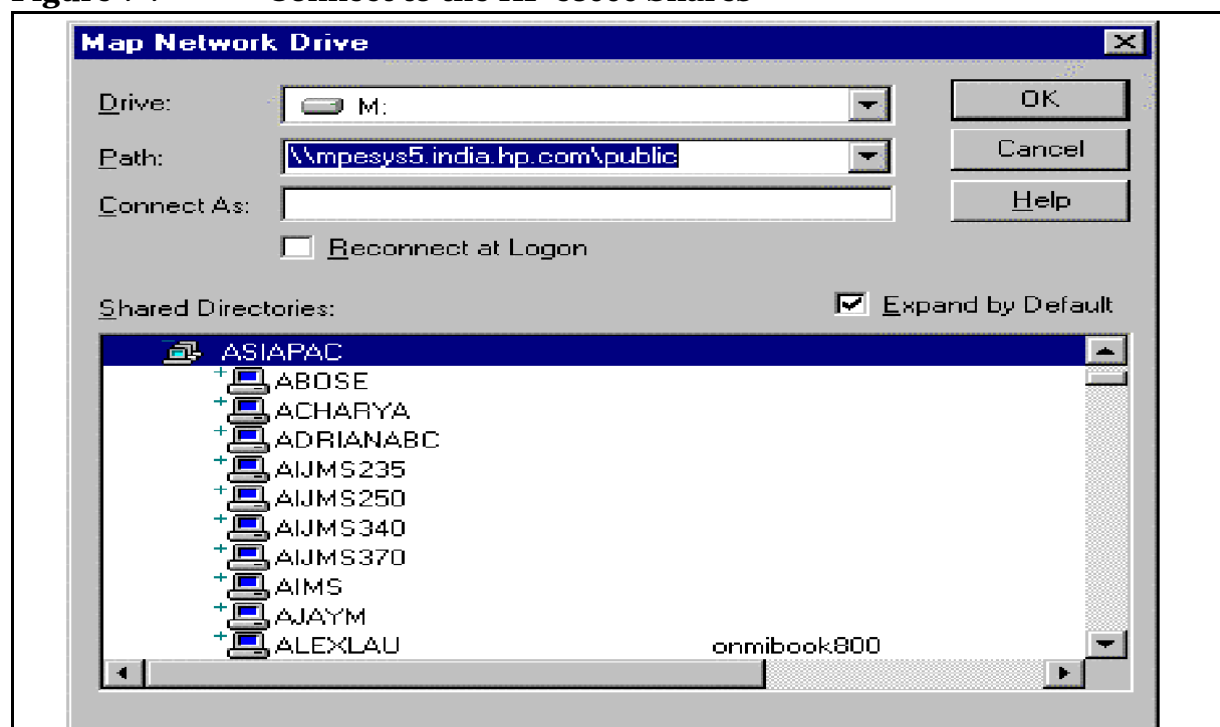 Map Network Drive
Drive: M: OK
Path: \\mpesys5.india.hp.com\public Cancel
Connect As: Help
Reconnect at Logon
Shared Directories: Expand by Default
ASIAPAC
ABOSE
ACHARYA
ADRIANABC
AIJMS235
AIJMS250
AIJMS340
AIJMS370
AIMS
AJAYM
ALEXLAU onmibook800